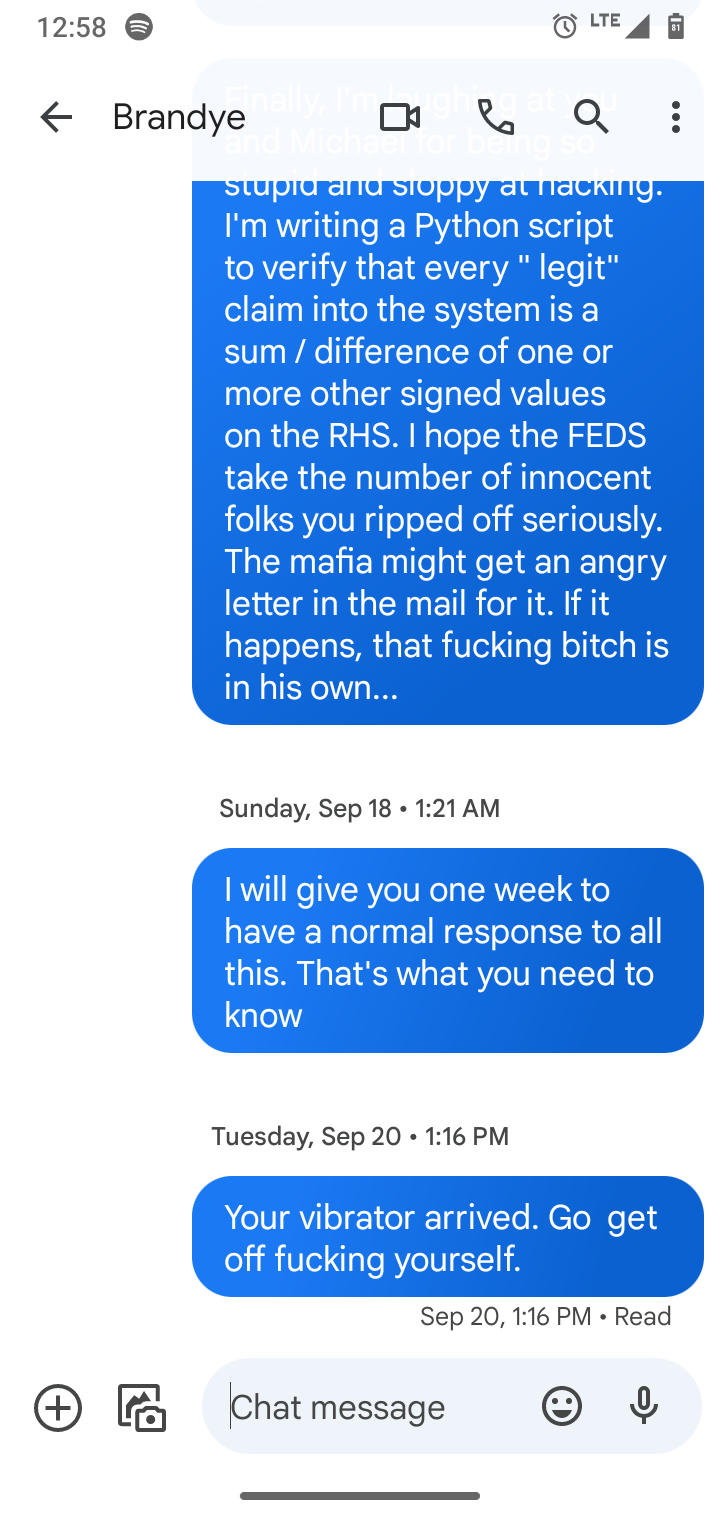 12:58 LTE 81
Finally, I'm laughing at you
Brandye
and Michael for being so
stupid and sloppy at hacking.
I'm writing a Python script
to verify that every " legit"
claim into the system is a
sum / difference of one or
more other signed values
on the RHS. I hope the FEDS
take the number of innocent
folks you ripped off seriously.
The mafia might get an angry
letter in the mail for it. If it
happens, that fucking bitch is
in his own...
Sunday, Sep 18 • 1:21 AM
I will give you one week to
have a normal response to all
this. That's what you need to
know
Tuesday, Sep 20 • 1:16 PM
Your vibrator arrived. Go  get
off fucking yourself.
Sep 20, 1:16 PM • Read
Chat message